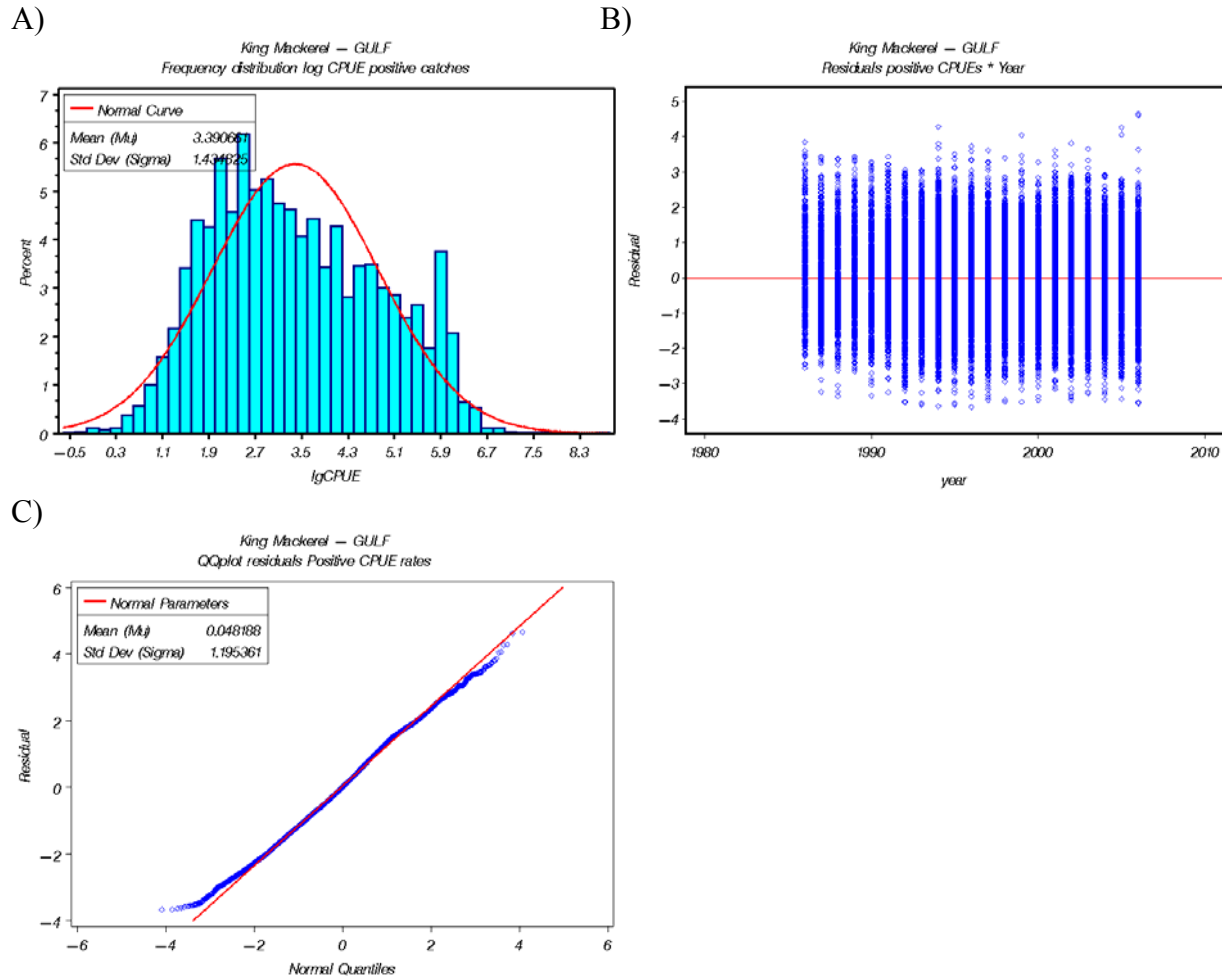 A)
King Mackerel – GULF
Frequency distribution log CPUE positive catches
7
6
5
4
3
2
1
0
Percent
Normal Curve
Mean (Mu) 3.390661
Std Dev (Sigma)
–0.5 0.3 1.1 1.9 2.7 3.5 4.3 5.1 5.9 6.7 7.5 8.3
lgCPUE
B)
King Mackerel – GULF
Residuals positive CPUEs * Year
5
4
3
2
1
0
–1
–2
–3
–4
Residual
1980 1990 2000 2010
year
C)
King Mackerel – GULF
QQplot residuals Positive CPUE rates
6
4
2
0
–2
–4
Residual
Normal Parameters
Mean (Mu) 0.048188
Std Dev (Sigma) 1.195361
–6 –4 –2 0 2 4 6
Normal Quantiles